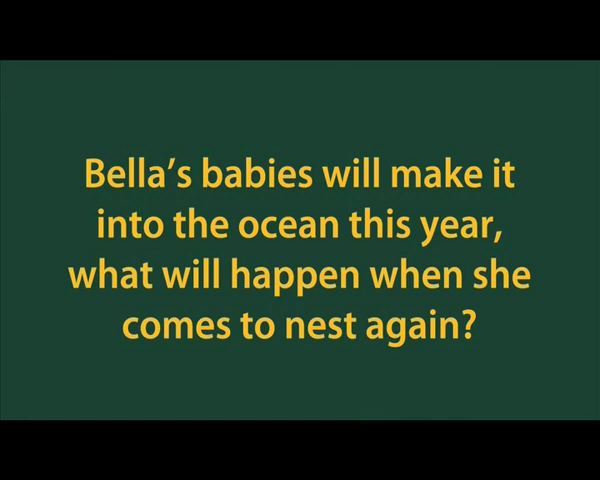 Bella’s babies will make it
into the ocean this year,
what will happen when she
comes to nest again?